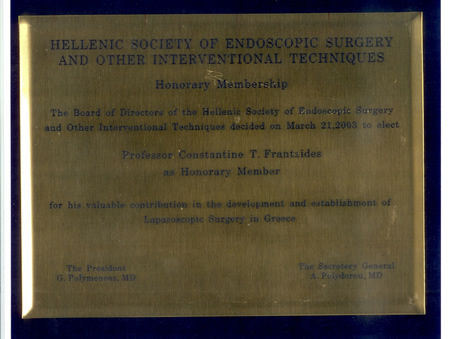 HELLENIC SOCIETY OF ENDOSCOPIC SURGERY
AND OTHER INTERVENTIONAL TECHNIQUES
Honorary Membership
The Board of Directors of the Hellenic Society of Endoscopic Surgery
and Other Interventional Techniques decided on March 21,2003 to elect
Professor Constantine T. Frantzides
as Honorary Member
for his valuable contribution in the development and establishment of
Laparoscopic Surgery in Greece
The President
The Secretary General
G. Polymeneas, MD
A. Polydorou, MD